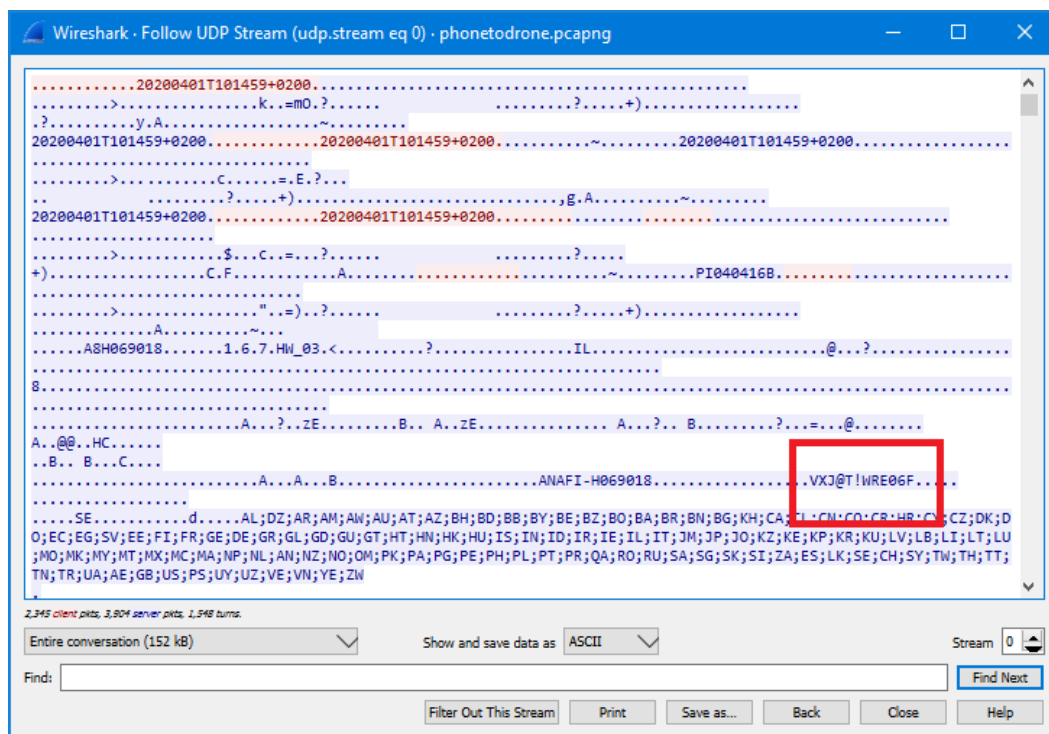 Wireshark · Follow UDP Stream (udp.stream eq 0) · phonetodrone.pcapng
............20200401T101459+0200................................................
.........>................k..=mO.?...... .........?.....+)..................
.?..........y.A..................~.........
20200401T101459+0200.............20200401T101459+0200...........~.........20200401T101459+0200..................
................................
.........>...........C......=.E.?...
.. .........?.....+).............................,g.A..........~.........
20200401T101459+0200.............20200401T101459+0200..................................................
.....................
.........>...........$...C..=...?...... .........?.....
+)..................C.F............A...............................~.........PI040416B...........................
...............................
.........>................"..=)..?...... .........?.....+)..................
..............A..........~...
......A8H069018.......1.6.7.HW_03.<..........?................IL...........................@...?................
.........................................................................
8................................................................................................................
..................................
.........................A...?..zE.........B.. A..zE............... A...?.. B.........?...=...@........
A..@@..HC......
..B.. B...C....
...........................A...A...B.......................ANAFI-H069018..................VXJ@T!WRE06F.....
..................
.....SE...........d.....AL;DZ;AR;AM;AW;AU;AT;AZ;BH;BD;BB;BY;BE;BZ;BO;BA;BR;BN;BG;KH;CA;CL;CN;CO;CR;HR;CY;CZ;DK;D
O;EC;EG;SV;EE;FI;FR;GE;DE;GR;GL;GD;GU;GT;HT;HN;HK;HU;IS;IN;ID;IR;IE;IL;IT;JM;JP;JO;KZ;KE;KP;KR;KU;LV;LB;LI;LT;LU
;MO;MK;MY;MT;MX;MC;MA;NP;NL;AN;NZ;NO;OM;PK;PA;PG;PE;PH;PL;PT;PR;QA;RO;RU;SA;SG;SK;SI;ZA;ES;LK;SE;CH;SY;TW;TH;TT;
TN;TR;UA;AE;GB;US;PS;UY;UZ;VE;VN;YE;ZW
.
2,345 client pkts, 3,904 server pkts, 1,548 turns.
Entire conversation (152 kB) Show and save data as ASCII Stream 0
Find: Find Next
Filter Out This Stream Print Save as... Back Close Help